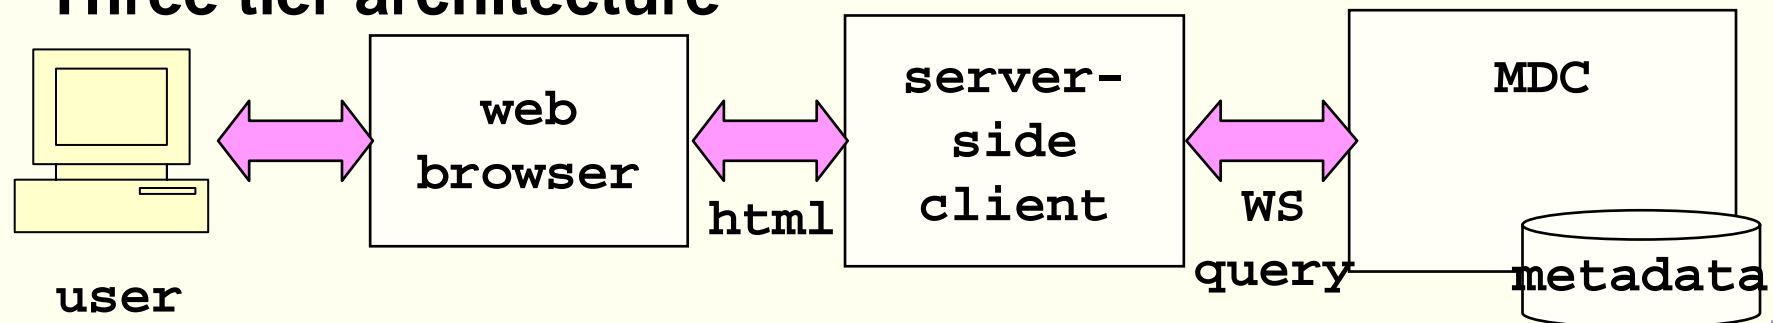 Three tier architecture
web
browser
server-
side
client
MDC
html
WS
query
metadata
user